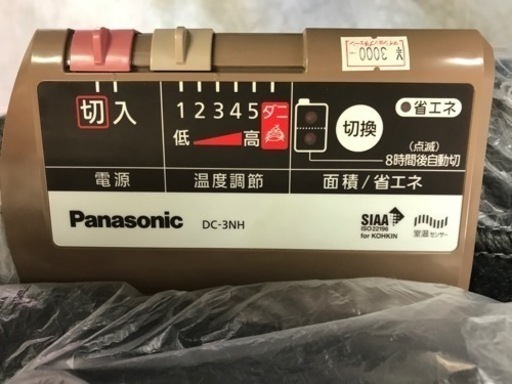 3000
切 入
1 2 3 4 5 ダニ
低 高
切換
省エネ
(点滅)
8時間後自動切
電源
温度調節
面積/省エネ
Panasonic
DC-3NH
SIAA
ISO 22196
for KOHKIN
室温センサー